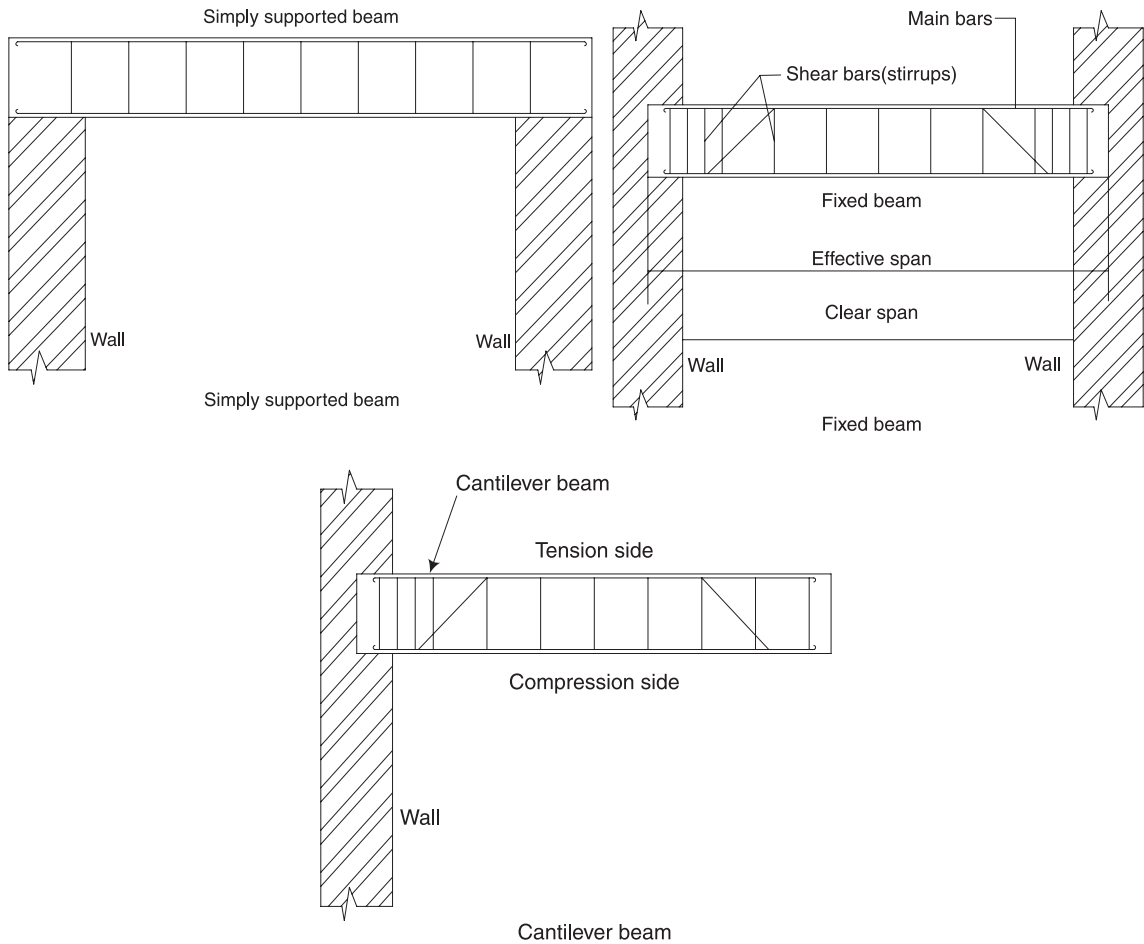 Simply supported beam
Wall
Wall
Simply supported beam
Main bars
Shear bars(stirrups)
Fixed beam
Effective span
Clear span
Wall
Wall
Fixed beam
Cantilever beam
Tension side
Compression side
Wall
Cantilever beam